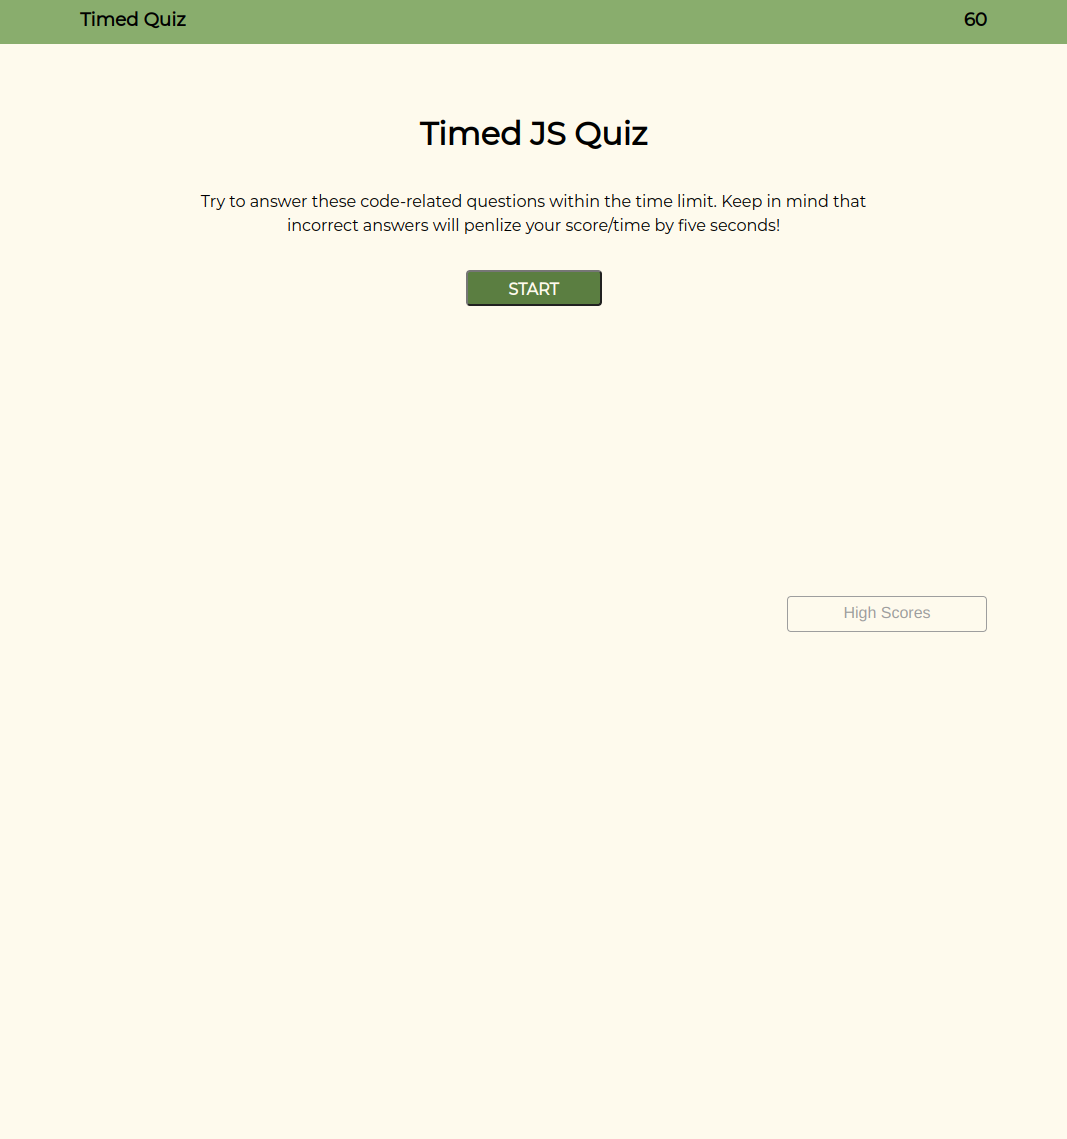 Timed Quiz 60
Timed JS Quiz
Try to answer these code-related questions within the time limit. Keep in mind that
incorrect answers will penlize your score/time by five seconds!
START
High Scores